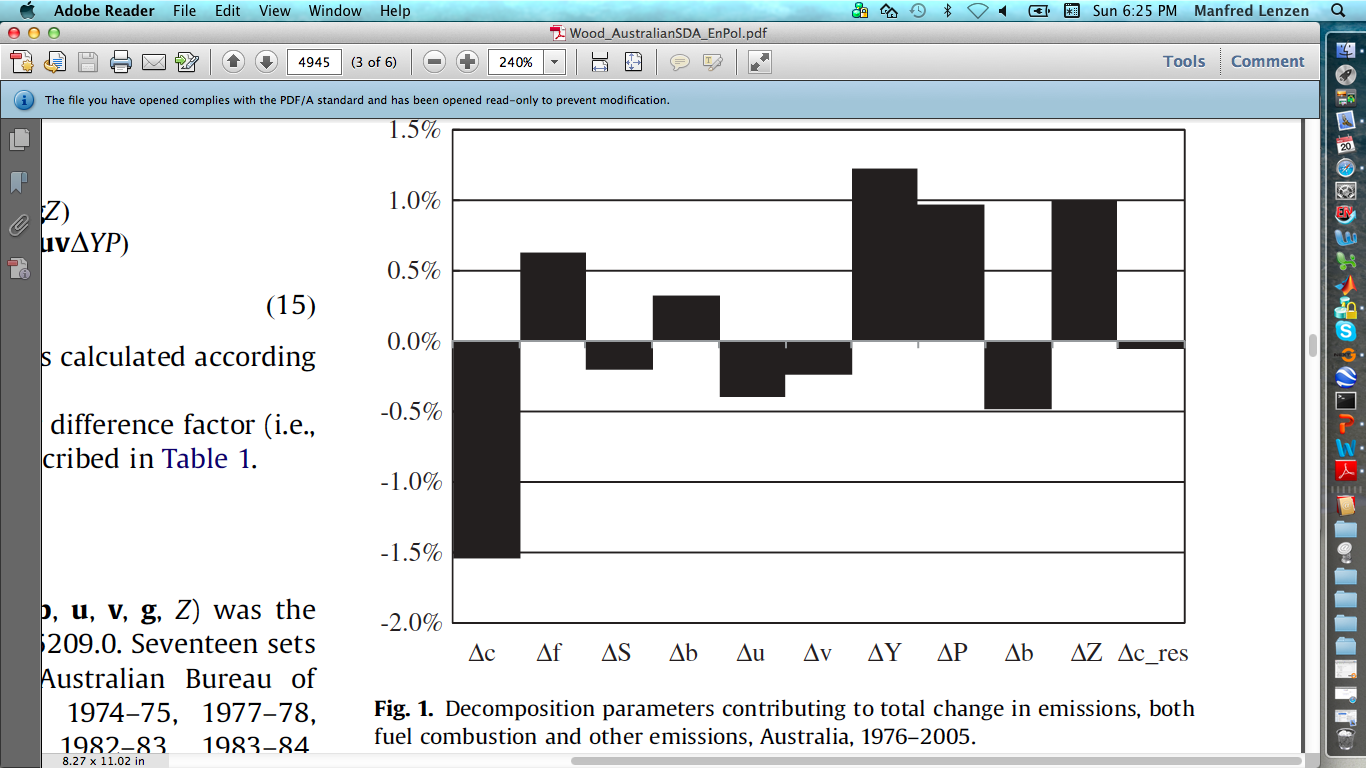 Adobe Reader File Edit View Window Help Sun 6:25 PM Manfred Lenzen
Wood_AustralianSDA_EnPol.pdf
4945 (3 of 6) 240% Tools Comment
The file you have opened complies with the PDF/A standard and has been opened read-only to prevent modification.
Z)
uvΔYP)
(15)
s calculated according
difference factor (i.e.,
cribed in Table 1.
, u, v, g, Z) was the
5209.0. Seventeen sets
Australian Bureau of
1974–75, 1977–78,
1982–83, 1983–84,
8.27 x 11.02 in
1.5%
1.0%
0.5%
0.0%
-0.5%
-1.0%
-1.5%
-2.0%
Δc Δf ΔS Δb Δu Δv ΔY ΔP Δb ΔZ Δc_res
Fig. 1. Decomposition parameters contributing to total change in emissions, both
fuel combustion and other emissions, Australia, 1976–2005.
20